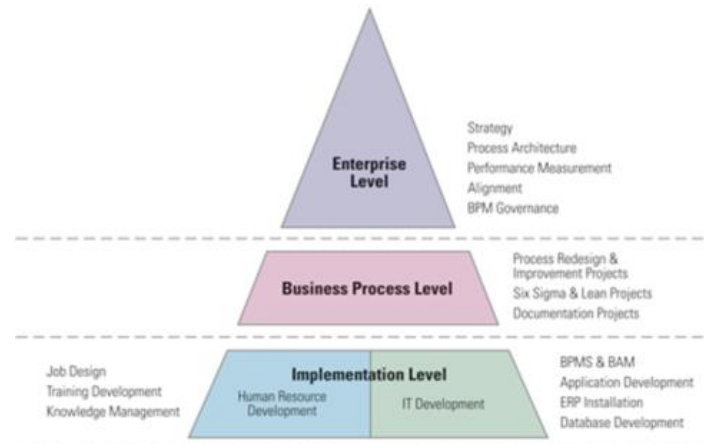 Enterprise
Level
Strategy
Process Architecture
Performance Measurement
Alignment
BPM Governance
Business Process Level
Process Redesign &
Improvement Projects
Six Sigma & Lean Projects
Documentation Projects
Implementation Level
Human Resource
Development
IT Development
Job Design
Training Development
Knowledge Management
BPMS & BAM
Application Development
ERP Installation
Database Development